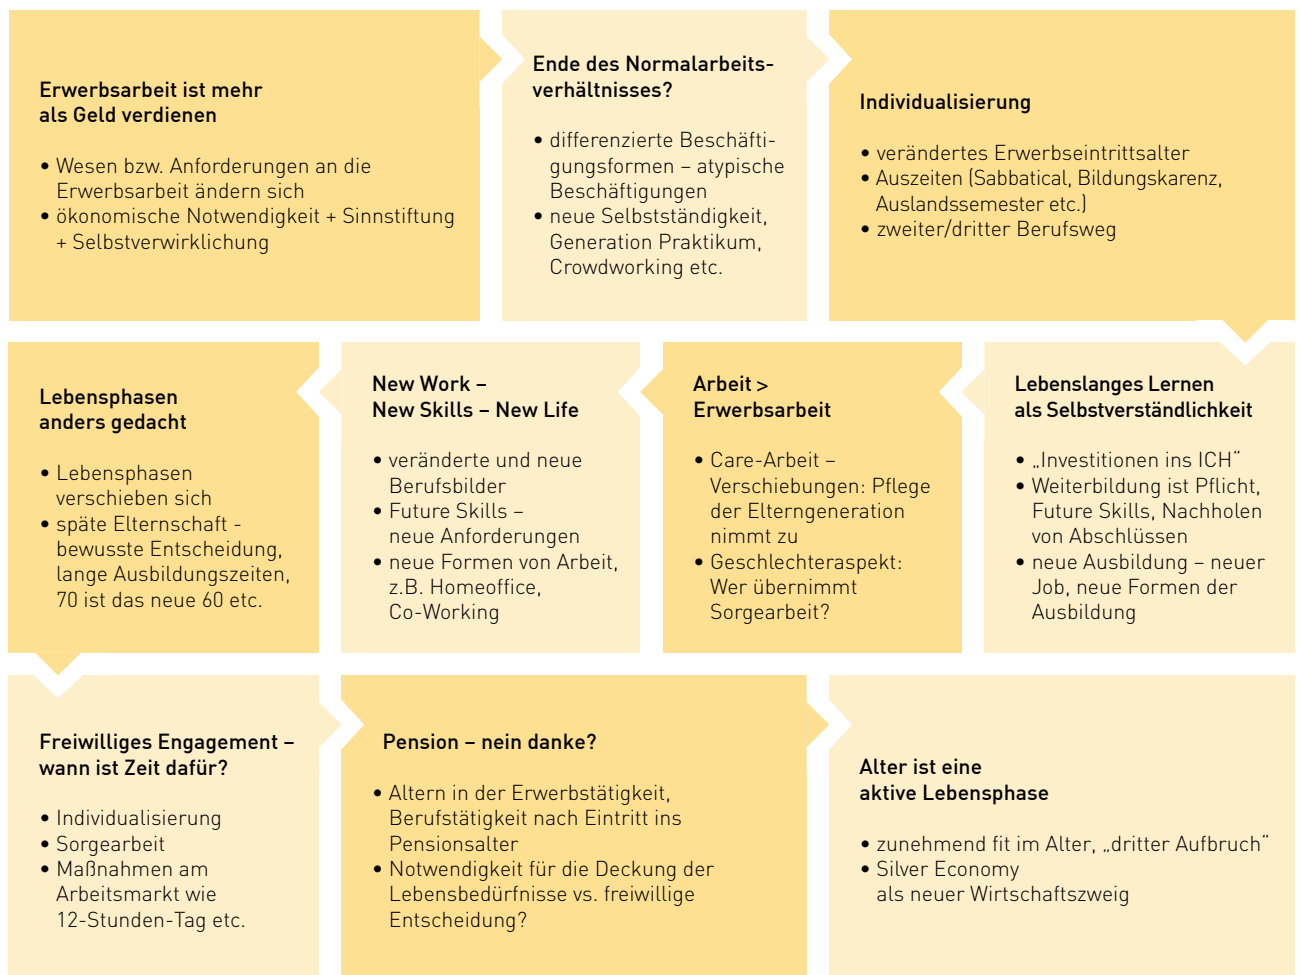 Erwerbsarbeit ist mehr
als Geld verdienen
• Wesen bzw. Anforderungen an die
Erwerbsarbeit ändern sich
• ökonomische Notwendigkeit + Sinnstiftung
+ Selbstverwirklichung
Ende des Normalarbeits-
verhältnisses?
• differenzierte Beschäfti-
gungsformen – atypische
Beschäftigungen
• neue Selbstständigkeit,
Generation Praktikum,
Crowdworking etc.
Individualisierung
• verändertes Erwerbseintrittsalter
• Auszeiten (Sabbatical, Bildungskarenz,
Auslandssemester etc.)
• zweiter/dritter Berufsweg
Lebenslanges Lernen
als Selbstverständlichkeit
• „Investitionen ins ICH“
• Weiterbildung ist Pflicht,
Future Skills, Nachholen
von Abschlüssen
• neue Ausbildung – neuer
Job, neue Formen der
Ausbildung
Arbeit >
Erwerbsarbeit
• Care-Arbeit –
Verschiebungen: Pflege
der Elterngeneration
nimmt zu
• Geschlechteraspekt:
Wer übernimmt
Sorgearbeit?
New Work –
New Skills – New Life
• veränderte und neue
Berufsbilder
• Future Skills –
neue Anforderungen
• neue Formen von Arbeit,
z.B. Homeoffice,
Co-Working
Lebensphasen
anders gedacht
• Lebensphasen
verschieben sich
• späte Elternschaft -
bewusste Entscheidung,
lange Ausbildungszeiten,
70 ist das neue 60 etc.
Freiwilliges Engagement –
wann ist Zeit dafür?
• Individualisierung
• Sorgearbeit
• Maßnahmen am
Arbeitsmarkt wie
12-Stunden-Tag etc.
Pension – nein danke?
• Altern in der Erwerbstätigkeit,
Berufstätigkeit nach Eintritt ins
Pensionsalter
• Notwendigkeit für die Deckung der
Lebensbedürfnisse vs. freiwillige
Entscheidung?
Alter ist eine
aktive Lebensphase
• zunehmend fit im Alter, „dritter Aufbruch“
• Silver Economy
als neuer Wirtschaftszweig